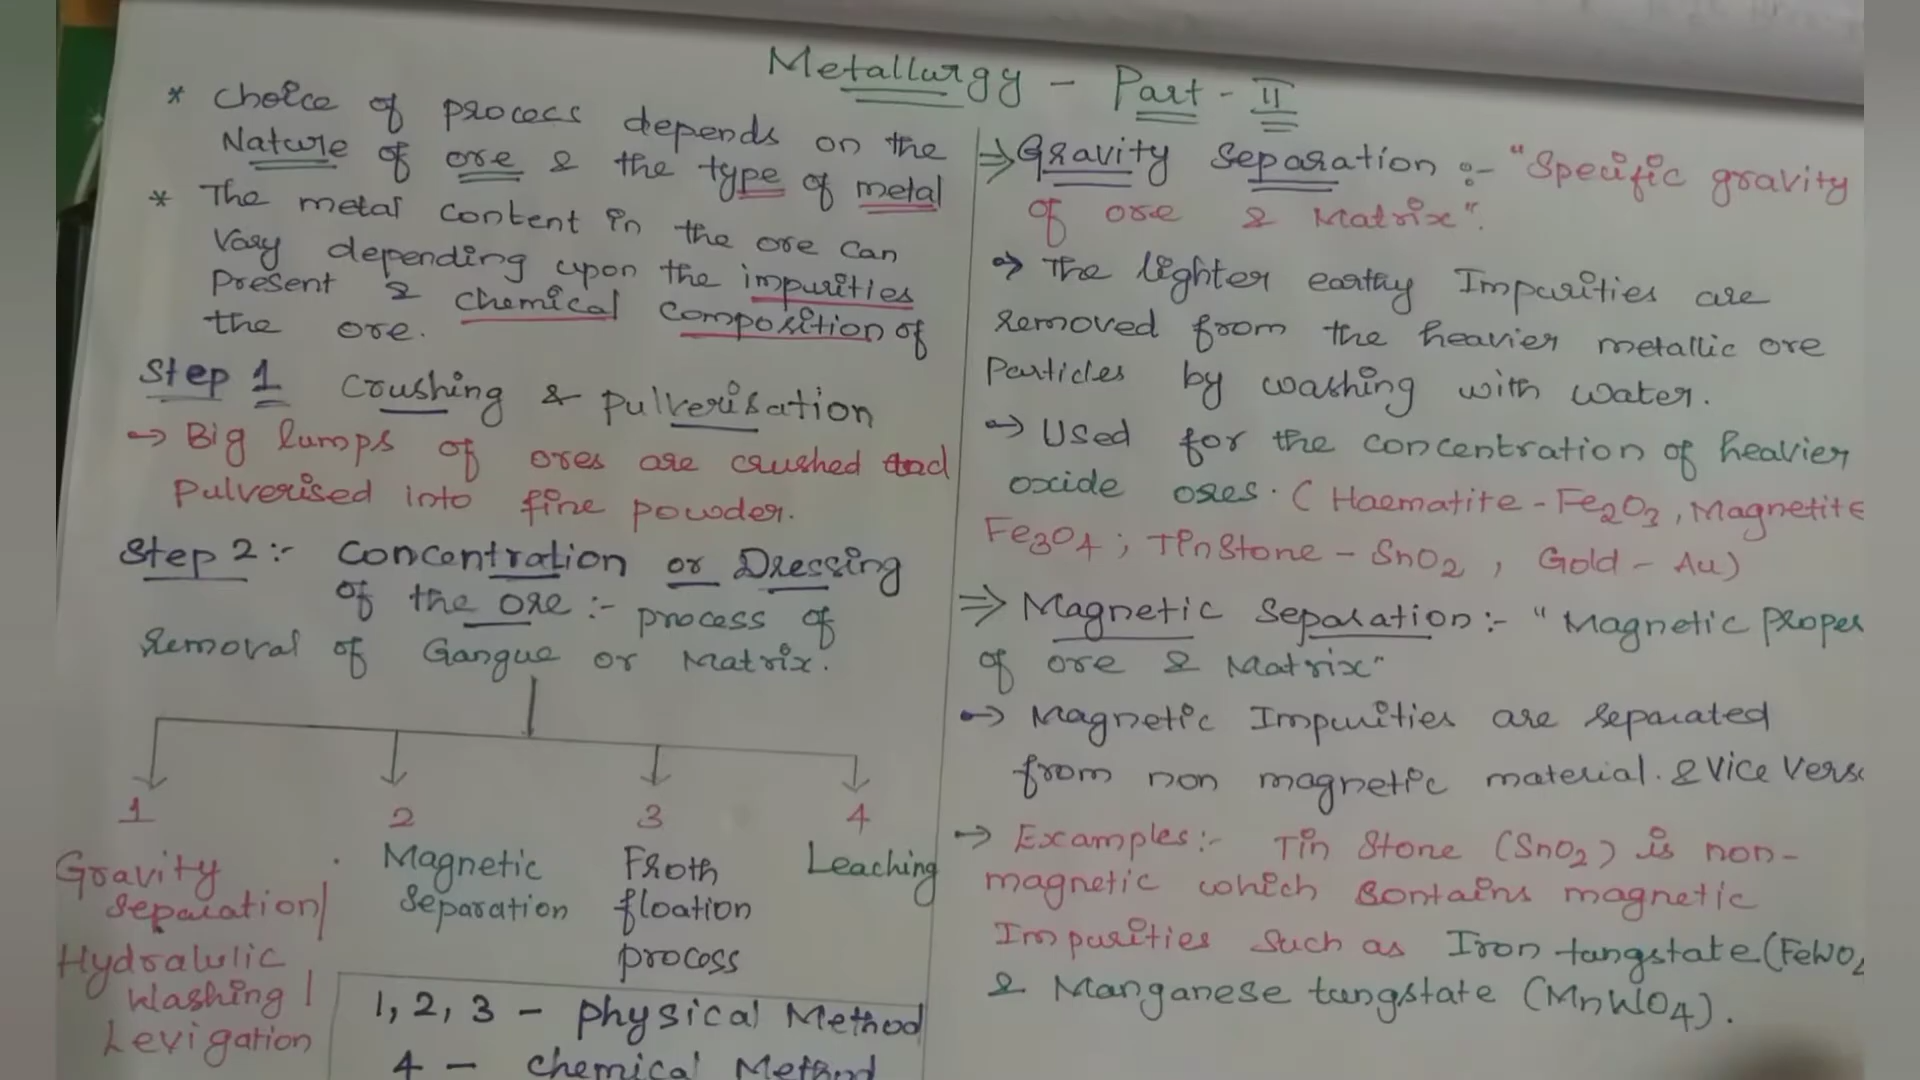 Metallurgy - Part - II
* Choice of process depends on the
Nature of ore & the type of metal
* The metal content in the ore can
vary depending upon the impurities
present & chemical composition of
the ore.
Step 1 Crushing & pulverisation
→ Big lumps of ores are crushed and
pulverised into fine powder.
Step 2:- Concentration or Dressing
of the ore:- process of
removal of Gangue or Matrix.
1 2 3 4
Gravity separation/
Hydralulic
Washing /
Levigation
Magnetic
separation
Froth
floation
process
Leaching
1, 2, 3 - physical Method
4 - chemical Method
⇒ Gravity separation :- "Specific gravity
of ore & Matrix".
→ The lighter earthy Impurities are
removed from the heavier metallic ore
particles by washing with water.
→ Used for the concentration of heavier
oxide ores. (Haematite - Fe2O3, Magnetite
Fe3O4; TinStone - SnO2, Gold - Au)
⇒ Magnetic separation:- "Magnetic proper
of ore & Matrix"
→ Magnetic Impurities are separated
from non magnetic material. & vice vers
→ Examples:- Tin Stone (SnO2) is non-
magnetic which Bontains magnetic
Impurities such as Iron tangstate (FeWO4
& Manganese tungstate (MnWO4).